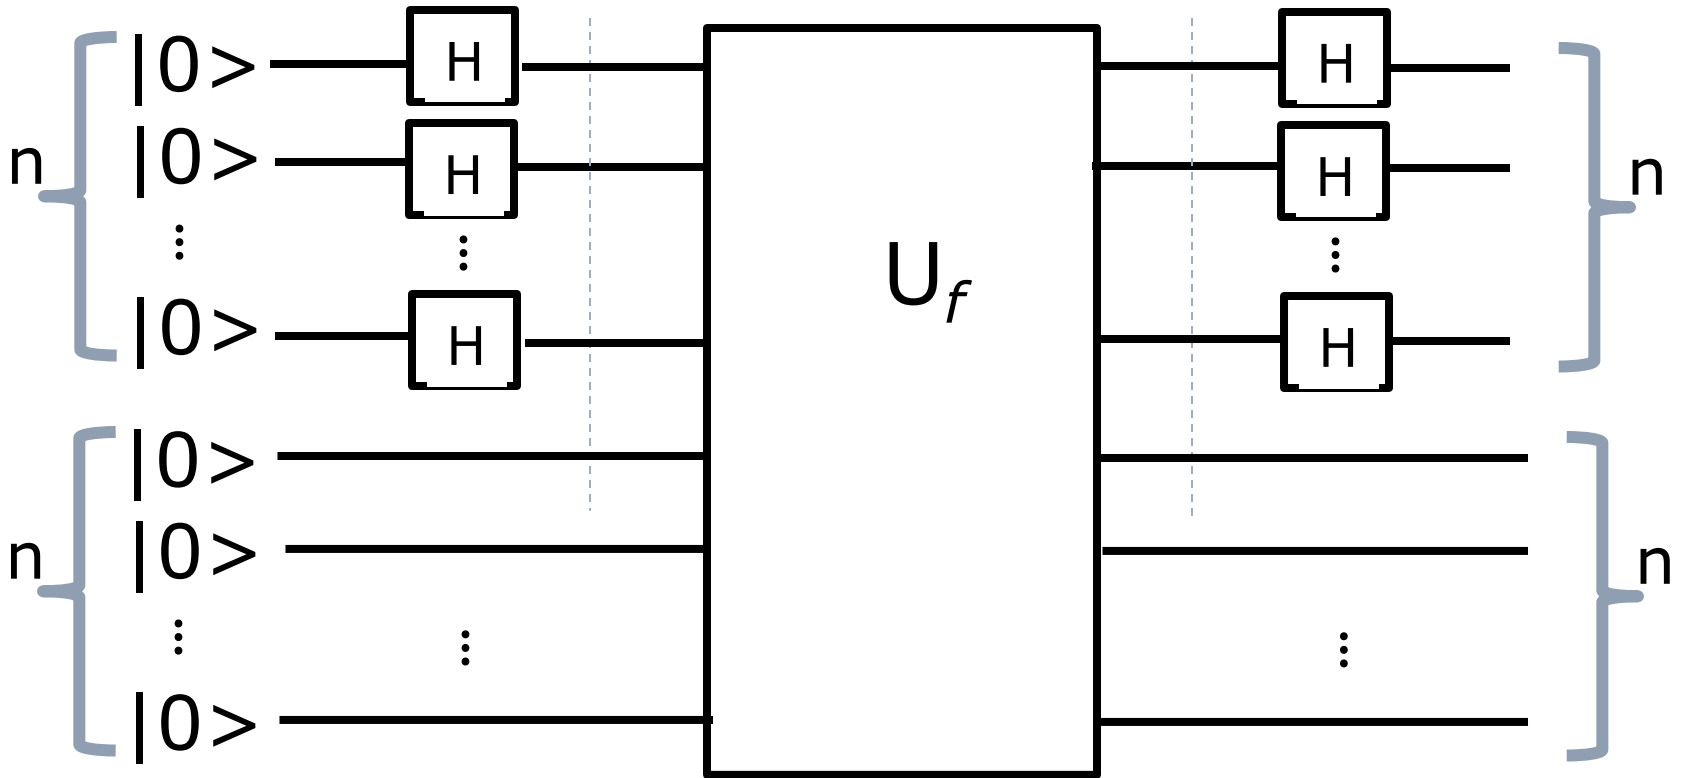 |0> H H
n |0> H H n
⋮ ⋮ U_f ⋮
|0> H H
|0>
n |0> n
⋮ ⋮ ⋮
|0>